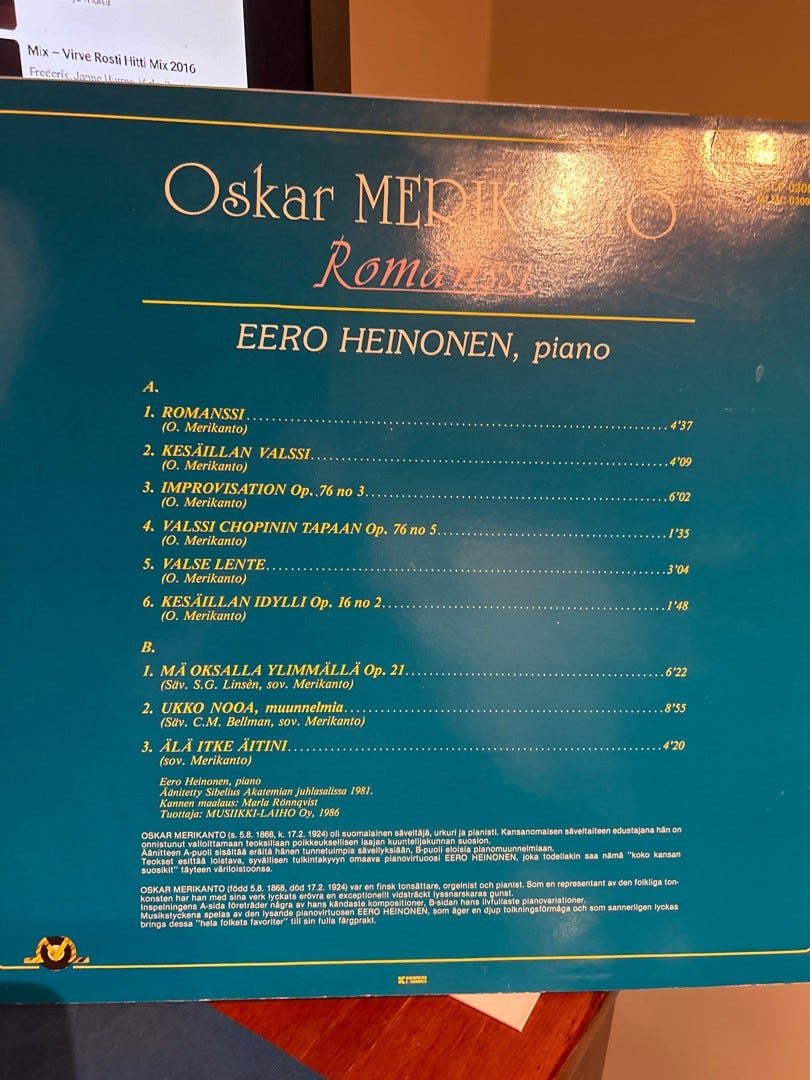 Mix – Virve Rosti Hitti Mix 2016
Oskar MERIKANTO
Romanssi
EERO HEINONEN, piano
A.
1. ROMANSSI 4'37
(O. Merikanto)
2. KESÄILLAN VALSSI 4'09
(O. Merikanto)
3. IMPROVISATION Op. 76 no 3 6'02
(O. Merikanto)
4. VALSSI CHOPININ TAPAAN Op. 76 no 5 1'35
(O. Merikanto)
5. VALSE LENTE 3'04
(O. Merikanto)
6. KESÄILLAN IDYLLI Op. 16 no 2 1'48
(O. Merikanto)
B.
1. MÄ OKSALLA YLIMMÄLLÄ Op. 21 6'22
(Säv. S.G. Linsèn, sov. Merikanto)
2. UKKO NOOA, muunnelmia 8'55
(Säv. C.M. Bellman, sov. Merikanto)
3. ÄLÄ ITKE ÄITINI 4'20
(sov. Merikanto)
Eero Heinonen, piano
Äänitetty Sibelius Akatemian juhlasalissa 1981.
Kannen maalaus: Marla Rönnqvist
Tuottaja: MUSIIKKI-LAIHO Oy, 1986
OSKAR MERIKANTO (s. 5.8. 1868, k. 17.2. 1924) oli suomalainen säveltäjä, urkuri ja pianisti. Kansanomaisen säveltaiteen edustajana hän on
onnistunut valloittamaan teoksillaan poikkeuksellisen laajan kuuntelijakunnan suosion.
Äänitteen A-puoli sisältää eräitä hänen tunnetuimpia sävellyksiään, B-puoli eloisia pianomuunnelmiaan.
Teokset esittää loistava, syvällisen tulkintakyvyn omaava pianovirtuoosi EERO HEINONEN, joka todellakin saa nämä "koko kansan
suosikit" täyteen väriloistoonsa.
OSKAR MERIKANTO (född 5.8. 1868, död 17.2. 1924) var en finsk tonsättare, orgelnist och pianist. Som en representant av den folkliga ton-
konsten har han med sina verk lyckats erövra en exceptionellt vidsträckt lyssnarskaras gunst.
Inspelningens A-sida företräder några av hans kändaste kompositioner, B-sidan hans livfullaste pianovariationer.
Musikstyckena spelas av den lysande pianovirtuosen EERO HEINONEN, som äger en djup tolkningsförmåga och som sannerligen lyckas
bringa dessa "hela folkets favoriter" till sin fulla färgprakt.